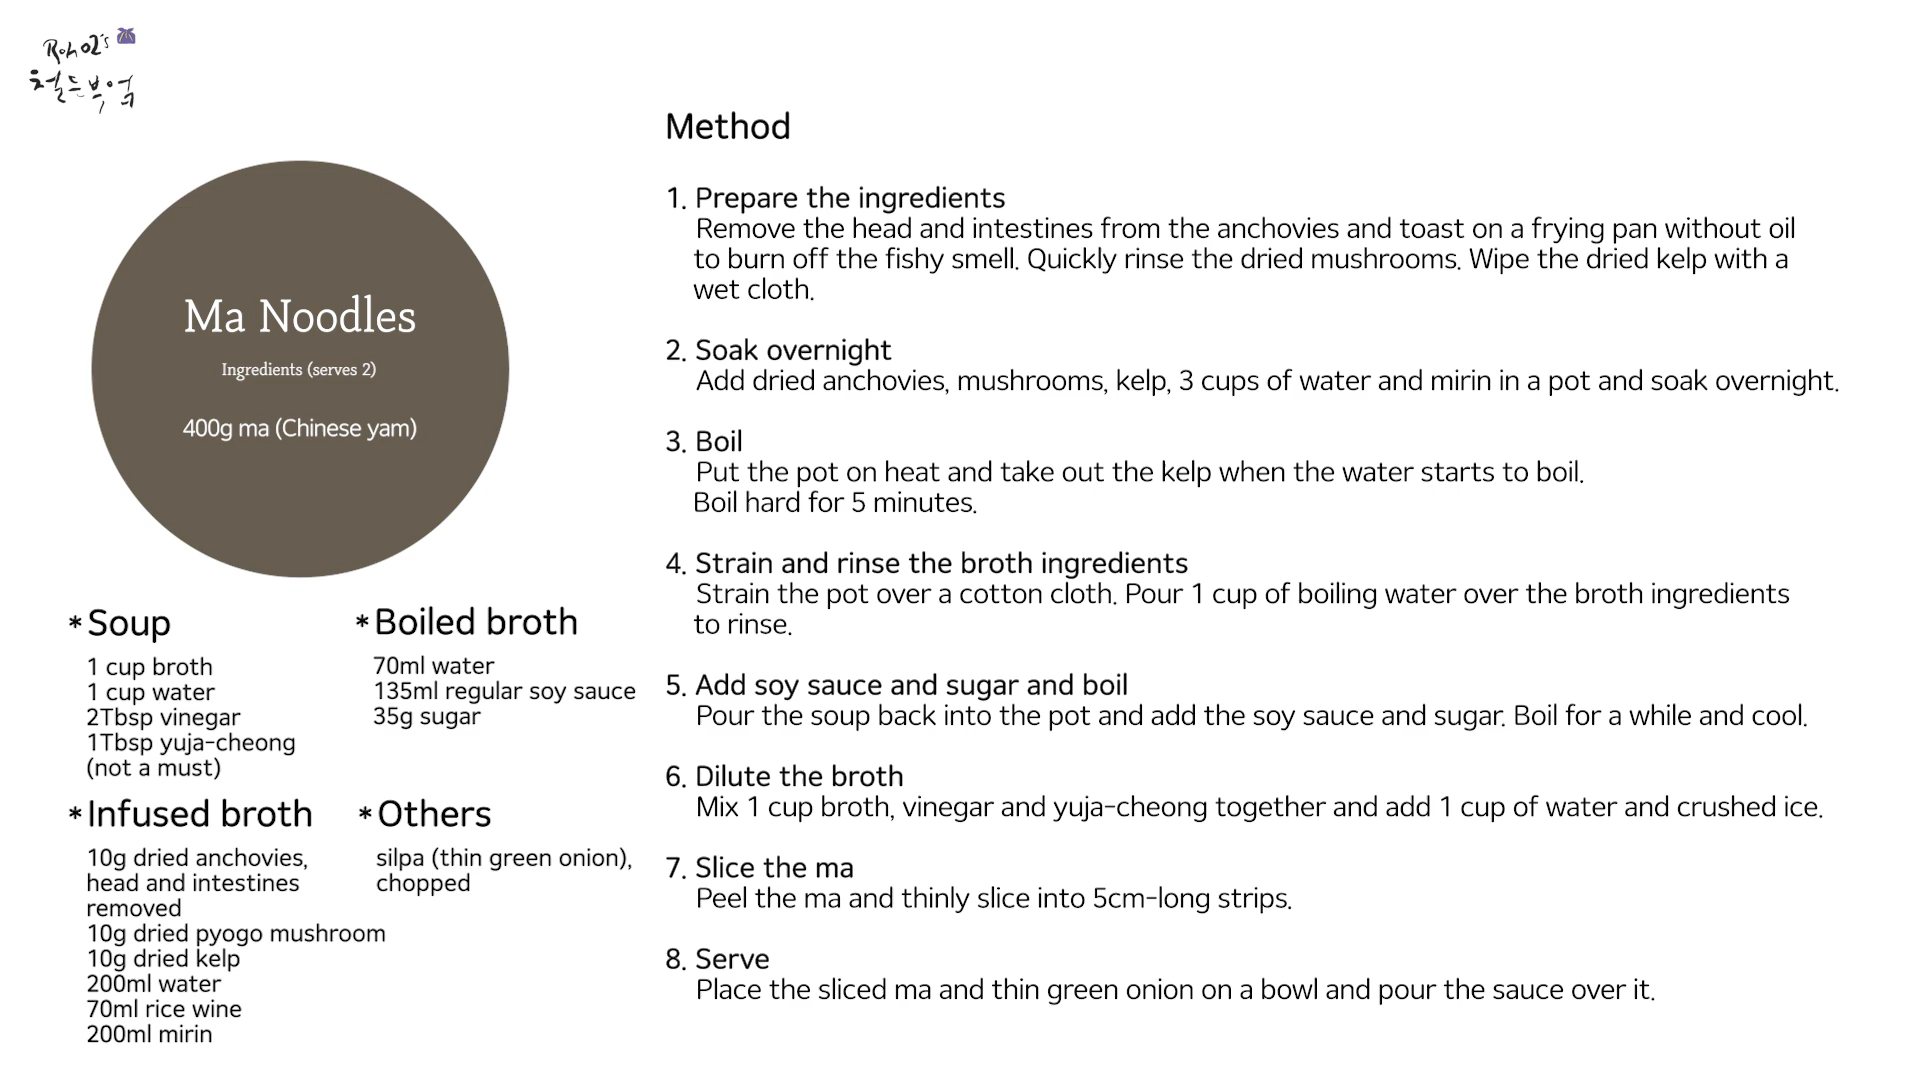 Roh 02's
철든부엌
Ma Noodles
Ingredients (serves 2)
400g ma (Chinese yam)
*Soup
1 cup broth
1 cup water
2Tbsp vinegar
1Tbsp yuja-cheong
(not a must)
*Boiled broth
70ml water
135ml regular soy sauce
35g sugar
*Infused broth
10g dried anchovies,
head and intestines
removed
10g dried pyogo mushroom
10g dried kelp
200ml water
70ml rice wine
200ml mirin
*Others
silpa (thin green onion),
chopped
Method
1. Prepare the ingredients
Remove the head and intestines from the anchovies and toast on a frying pan without oil
to burn off the fishy smell. Quickly rinse the dried mushrooms. Wipe the dried kelp with a
wet cloth.
2. Soak overnight
Add dried anchovies, mushrooms, kelp, 3 cups of water and mirin in a pot and soak overnight.
3. Boil
Put the pot on heat and take out the kelp when the water starts to boil.
Boil hard for 5 minutes.
4. Strain and rinse the broth ingredients
Strain the pot over a cotton cloth. Pour 1 cup of boiling water over the broth ingredients
to rinse.
5. Add soy sauce and sugar and boil
Pour the soup back into the pot and add the soy sauce and sugar. Boil for a while and cool.
6. Dilute the broth
Mix 1 cup broth, vinegar and yuja-cheong together and add 1 cup of water and crushed ice.
7. Slice the ma
Peel the ma and thinly slice into 5cm-long strips.
8. Serve
Place the sliced ma and thin green onion on a bowl and pour the sauce over it.